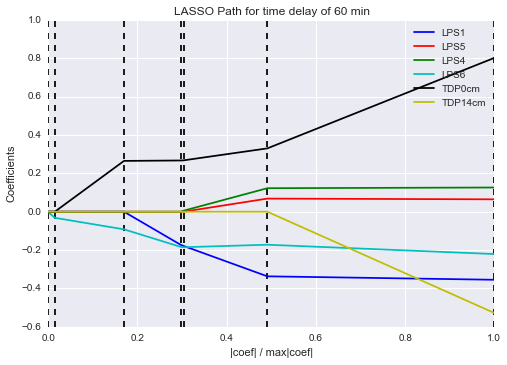 LASSO Path for time delay of 60 min
1.0
0.8
0.6
0.4
0.2
0.0
−0.2
−0.4
−0.6
Coefficients
LPS1
LPS5
LPS4
LPS6
TDP0cm
TDP14cm
0.0
0.2
0.4
0.6
0.8
1.0
|coef| / max|coef|